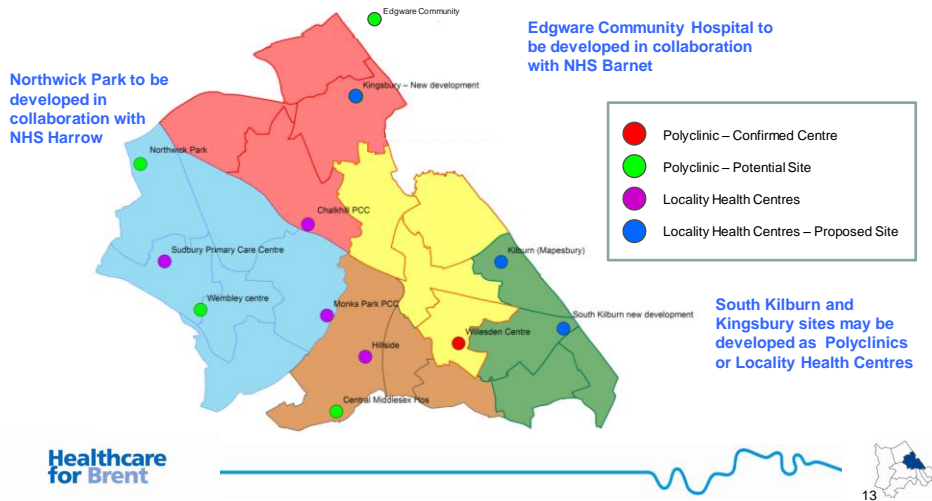 Edgware Community
Edgware Community Hospital to
be developed in collaboration
with NHS Barnet
Northwick Park to be
developed in
collaboration with
NHS Harrow
Kingsbury – New development
Polyclinic – Confirmed Centre
Polyclinic – Potential Site
Locality Health Centres
Locality Health Centres – Proposed Site
Northwick Park
Chalkhill PCC
Sudbury Primary Care Centre
Kilburn (Mapesbury)
Wembley centre
Monks Park PCC
South Kilburn new development
Willesden Centre
Hillside
Central Middlesex Hos
South Kilburn and
Kingsbury sites may be
developed as Polyclinics
or Locality Health Centres
Healthcare
for Brent
13